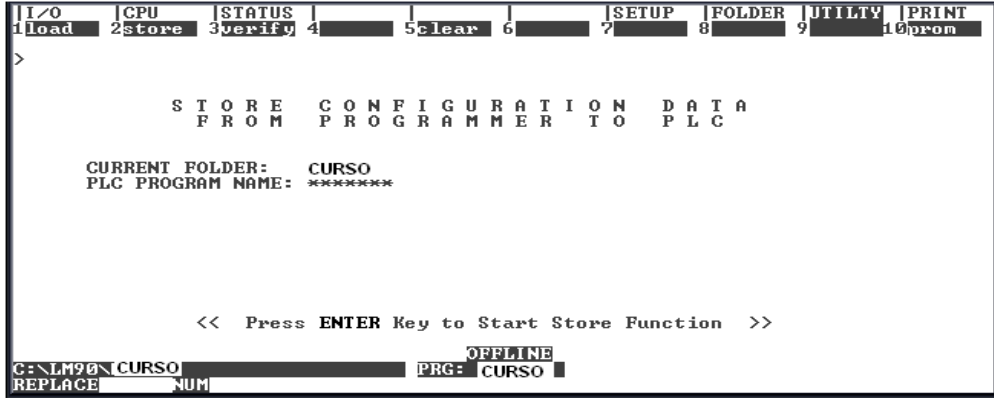 |I/O |CPU |STATUS | | | |SETUP |FOLDER |UTILTY |PRINT
1load 2store 3verify 4 5clear 6 7 8 9 10prom
>
S T O R E C O N F I G U R A T I O N D A T A
F R O M P R O G R A M M E R T O P L C
CURRENT FOLDER: CURSO
PLC PROGRAM NAME: *******
<< Press ENTER Key to Start Store Function >>
OFFLINE
C:\LM90\CURSO PRG: CURSO
REPLACE NUM